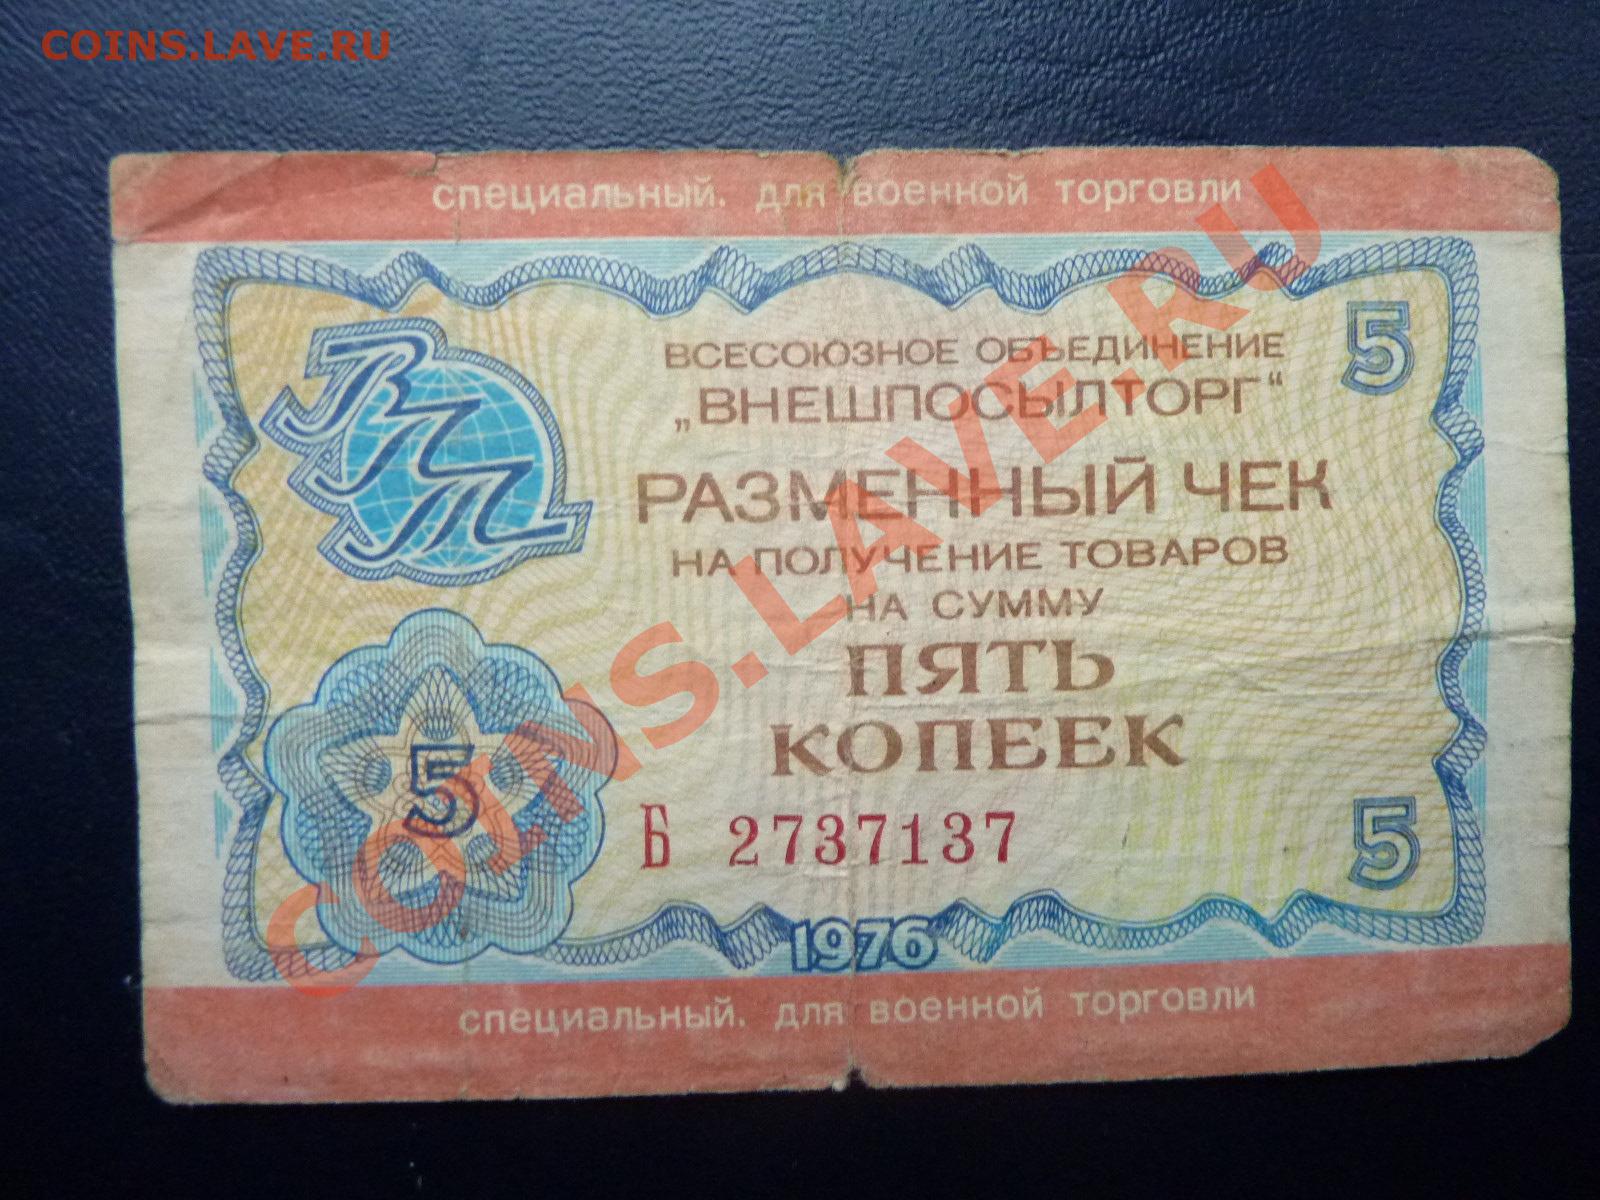 COINS.LAVE.RU
специальный. для военной торговли
ВПТ
ВСЕСОЮЗНОЕ ОБЪЕДИНЕНИЕ
„ВНЕШПОСЫЛТОРГ“
5
РАЗМЕННЫЙ ЧЕК
НА ПОЛУЧЕНИЕ ТОВАРОВ
НА СУММУ
ПЯТЬ
КОПЕЕК
5
Б 2737137
5
1976
специальный. для военной торговли
COINS.LAVE.RU